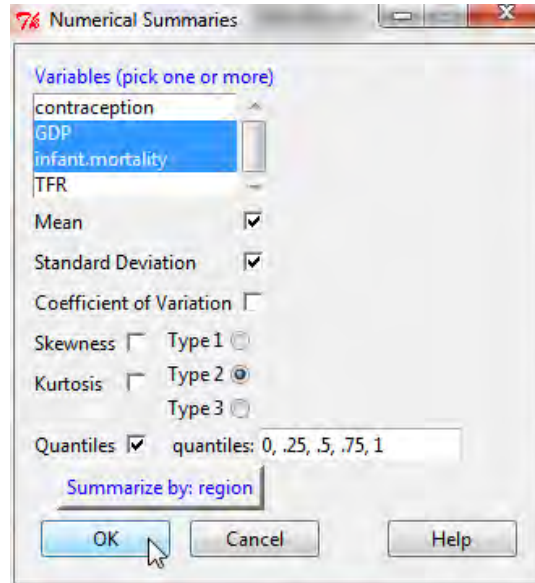 Numerical Summaries
Variables (pick one or more)
contraception
GDP
infant.mortality
TFR
Mean
Standard Deviation
Coefficient of Variation
Skewness Type 1
Kurtosis Type 2
Type 3
Quantiles quantiles: 0, .25, .5, .75, 1
Summarize by: region
OK Cancel Help